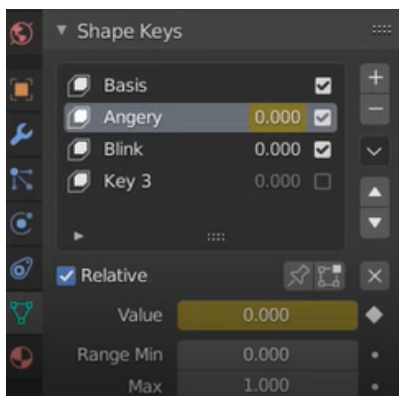 Shape Keys
Basis
Angery 0.000
Blink 0.000
Key 3 0.000
Relative
Value 0.000
Range Min 0.000
Max 1.000